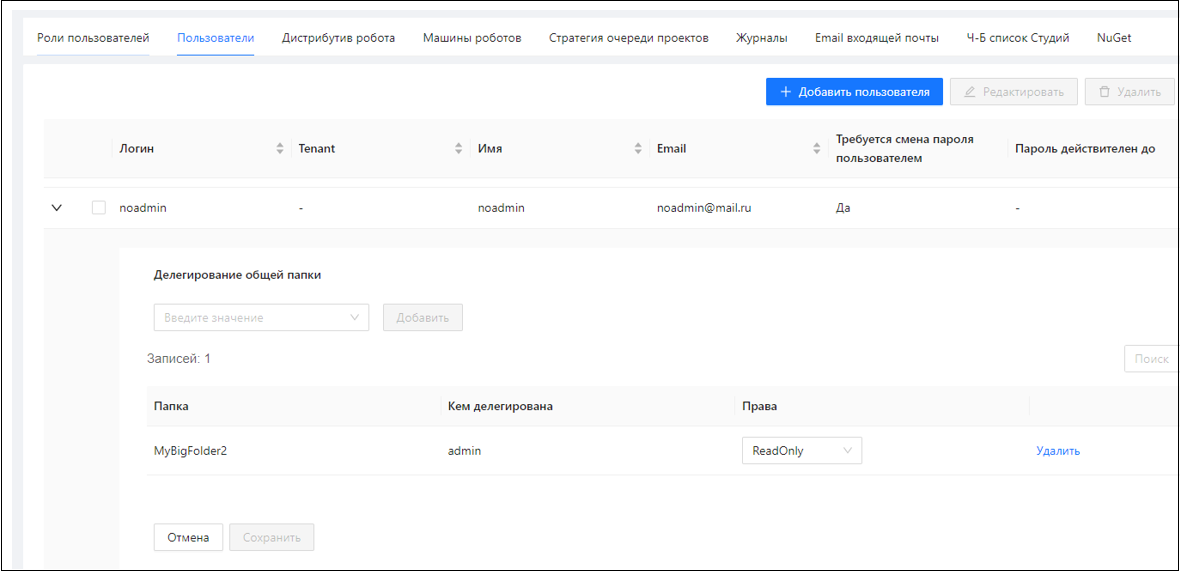 Роли пользователей Пользователи Дистрибутив робота Машины роботов Стратегия очереди проектов Журналы Email входящей почты Ч-Б список Студий NuGet
+ Добавить пользователя Редактировать Удалить
Логин Tenant Имя Email Требуется смена пароля пользователем Пароль действителен до
noadmin - noadmin noadmin@mail.ru Да -
Делегирование общей папки
Введите значение Добавить
Записей: 1 Поиск
Папка Кем делегирована Права
MyBigFolder2 admin ReadOnly Удалить
Отмена Сохранить